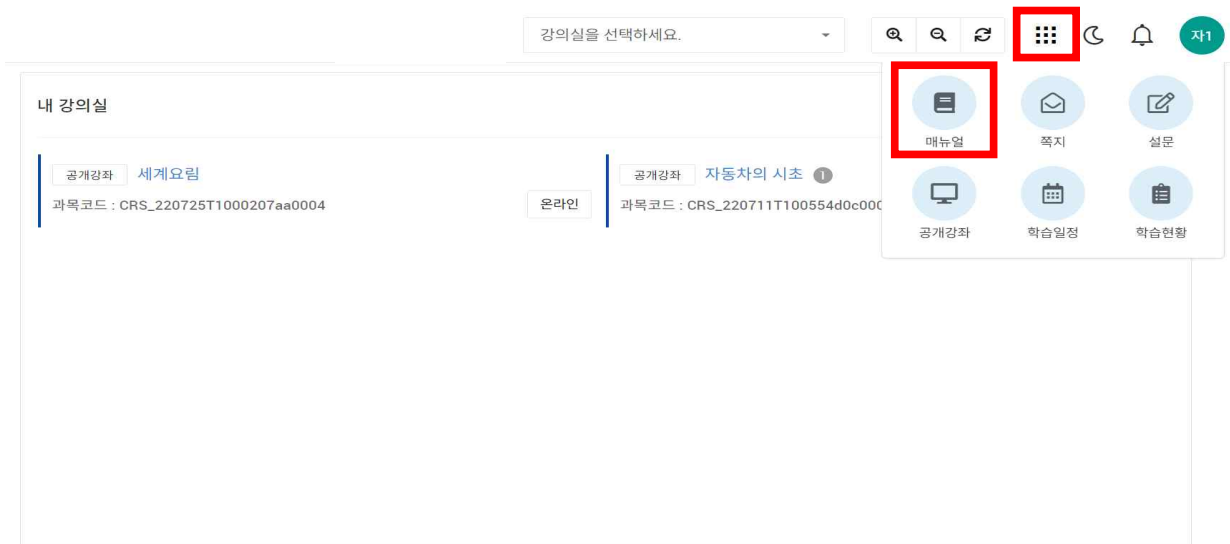 강의실을 선택하세요.
자1
내 강의실
매뉴얼
쪽지
설문
공개강좌 세계요림
과목코드 : CRS_220725T1000207aa0004
온라인
공개강좌 자동차의 시초 I
과목코드 : CRS_220711T100554d0c000
공개강좌
학습일정
학습현황